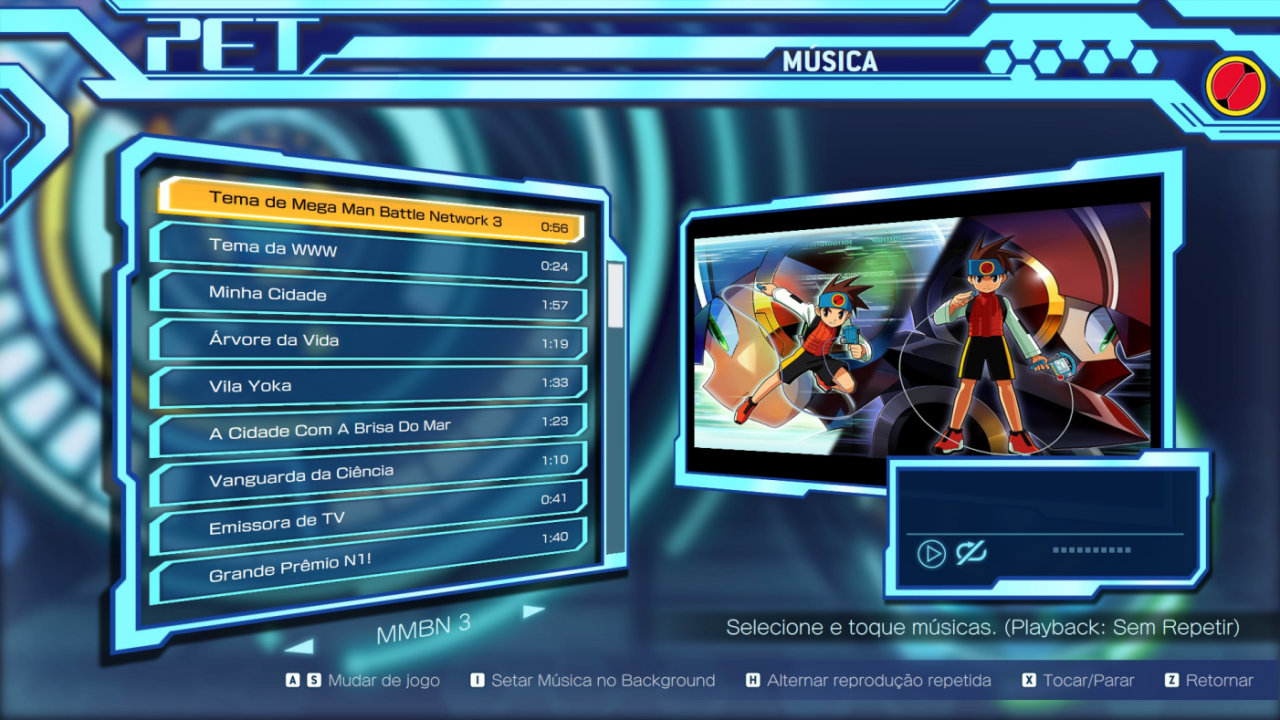 PET
MÚSICA
Tema de Mega Man Battle Network 3 0:56
Tema da WWW 0:24
Minha Cidade 1:57
Árvore da Vida 1:19
Vila Yoka 1:33
A Cidade Com A Brisa Do Mar 1:23
Vanguarda da Ciência 1:10
Emissora de TV 0:41
Grande Prêmio N1! 1:40
MMBN 3
Selecione e toque músicas. (Playback: Sem Repetir)
A S Mudar de jogo I Setar Música no Background H Alternar reprodução repetida X Tocar/Parar Z Retornar